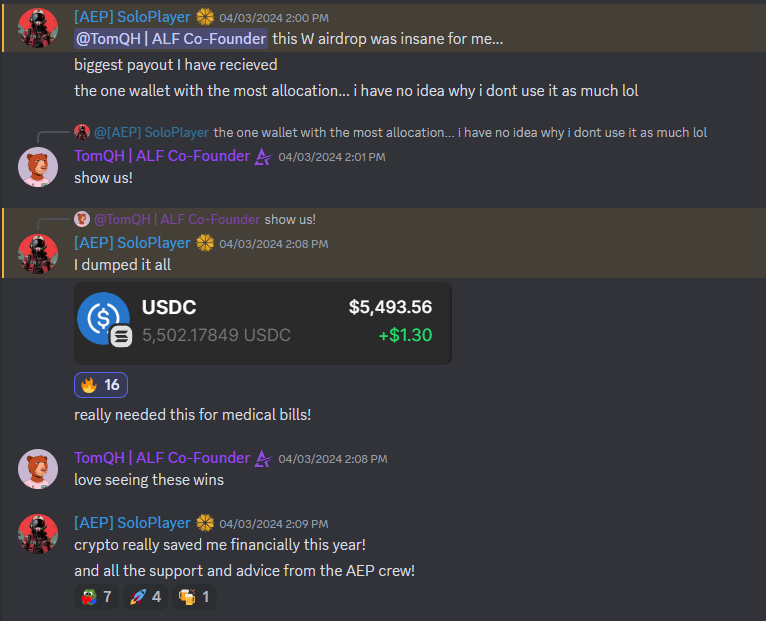 [AEP] SoloPlayer 04/03/2024 2:00 PM
@TomQH | ALF Co-Founder this W airdrop was insane for me...
biggest payout I have recieved
the one wallet with the most allocation... i have no idea why i dont use it as much lol
@[AEP] SoloPlayer the one wallet with the most allocation... i have no idea why i dont use it as much lol
TomQH | ALF Co-Founder 04/03/2024 2:01 PM
show us!
@TomQH | ALF Co-Founder show us!
[AEP] SoloPlayer 04/03/2024 2:08 PM
I dumped it all
USDC $5,493.56
5,502.17849 USDC +$1.30
16
really needed this for medical bills!
TomQH | ALF Co-Founder 04/03/2024 2:08 PM
love seeing these wins
[AEP] SoloPlayer 04/03/2024 2:09 PM
crypto really saved me financially this year!
and all the support and advice from the AEP crew!
7 4 1